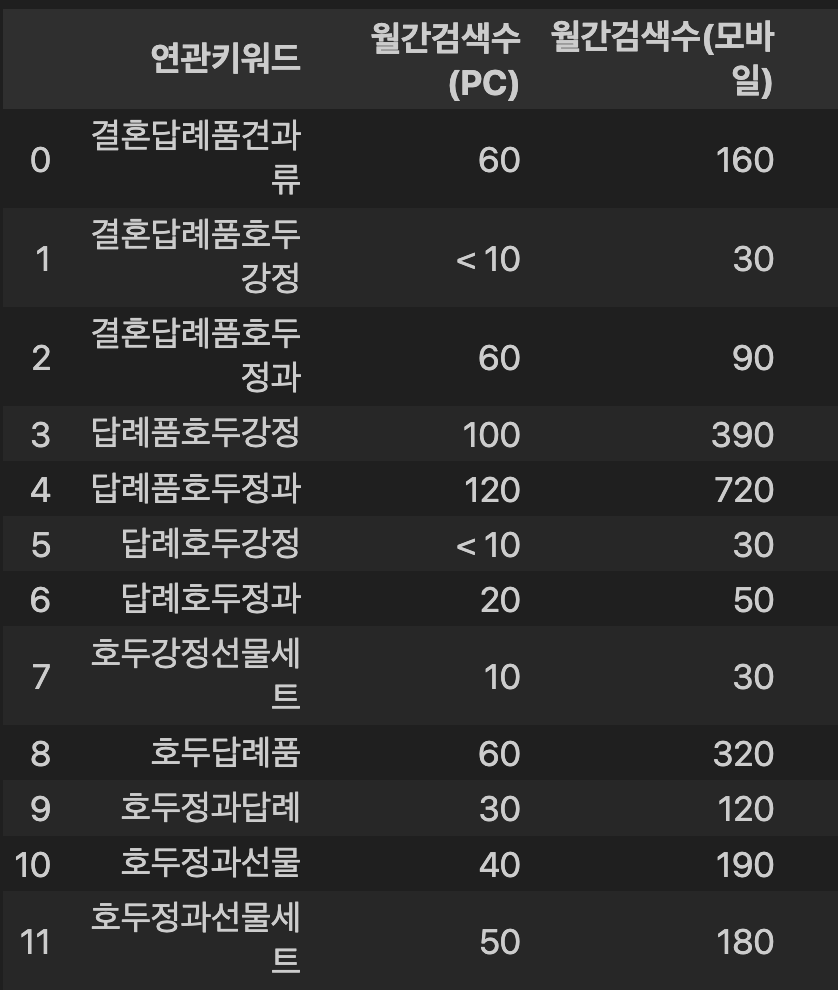 연관키워드 월간검색수(PC) 월간검색수(모바일)
0 결혼답례품견과류 60 160
1 결혼답례품호두강정 < 10 30
2 결혼답례품호두정과 60 90
3 답례품호두강정 100 390
4 답례품호두정과 120 720
5 답례호두강정 < 10 30
6 답례호두정과 20 50
7 호두강정선물세트 10 30
8 호두답례품 60 320
9 호두정과답례 30 120
10 호두정과선물 40 190
11 호두정과선물세트 50 180